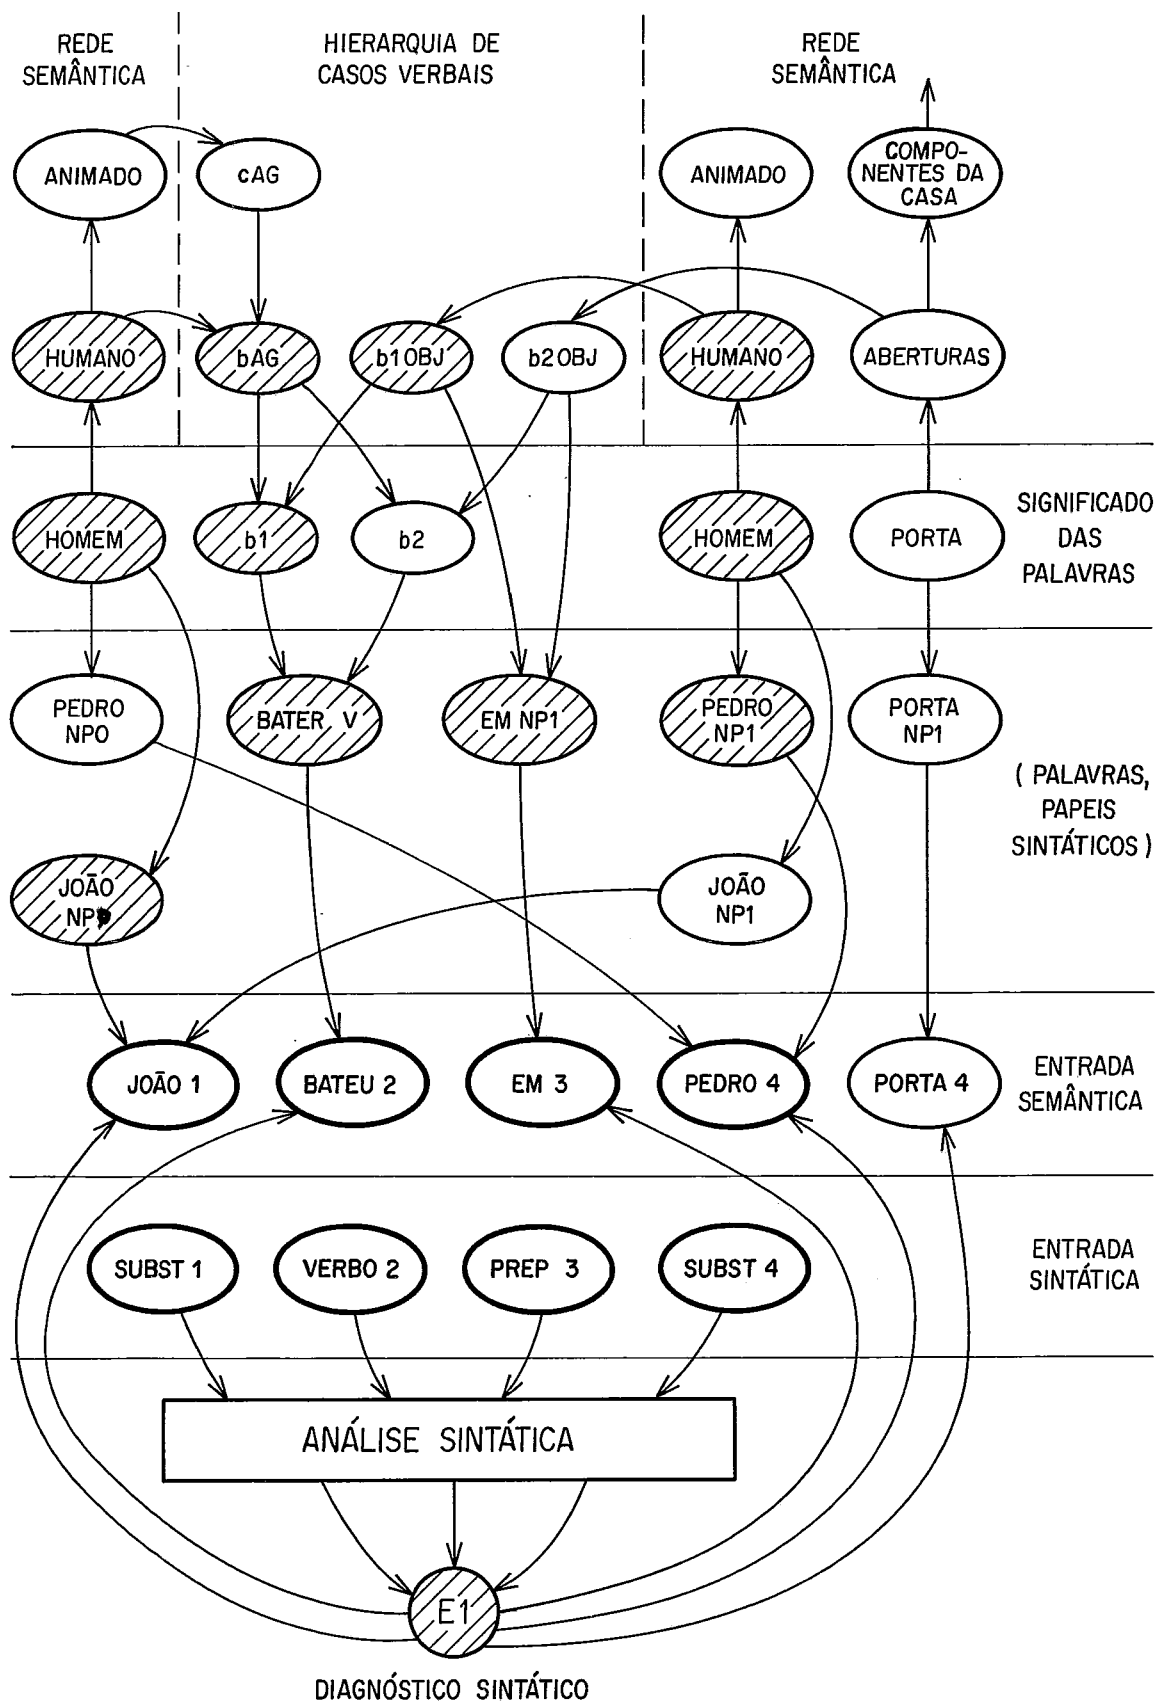 REDE
SEMÂNTICA
HIERARQUIA DE
CASOS VERBAIS
REDE
SEMÂNTICA
ANIMADO
cAG
ANIMADO
COMPO-
NENTES DA
CASA
HUMANO
bAG
b1OBJ
b2OBJ
HUMANO
ABERTURAS
HOMEM
b1
b2
HOMEM
PORTA
SIGNIFICADO
DAS
PALAVRAS
PEDRO
NP0
BATER V
EM NP1
PEDRO
NP1
PORTA
NP1
( PALAVRAS,
PAPEIS
SINTÁTICOS )
JOÃO
NP0
JOÃO
NP1
JOÃO 1
BATEU 2
EM 3
PEDRO 4
PORTA 4
ENTRADA
SEMÂNTICA
SUBST 1
VERBO 2
PREP 3
SUBST 4
ENTRADA
SINTÁTICA
ANÁLISE SINTÁTICA
E1
DIAGNÓSTICO SINTÁTICO